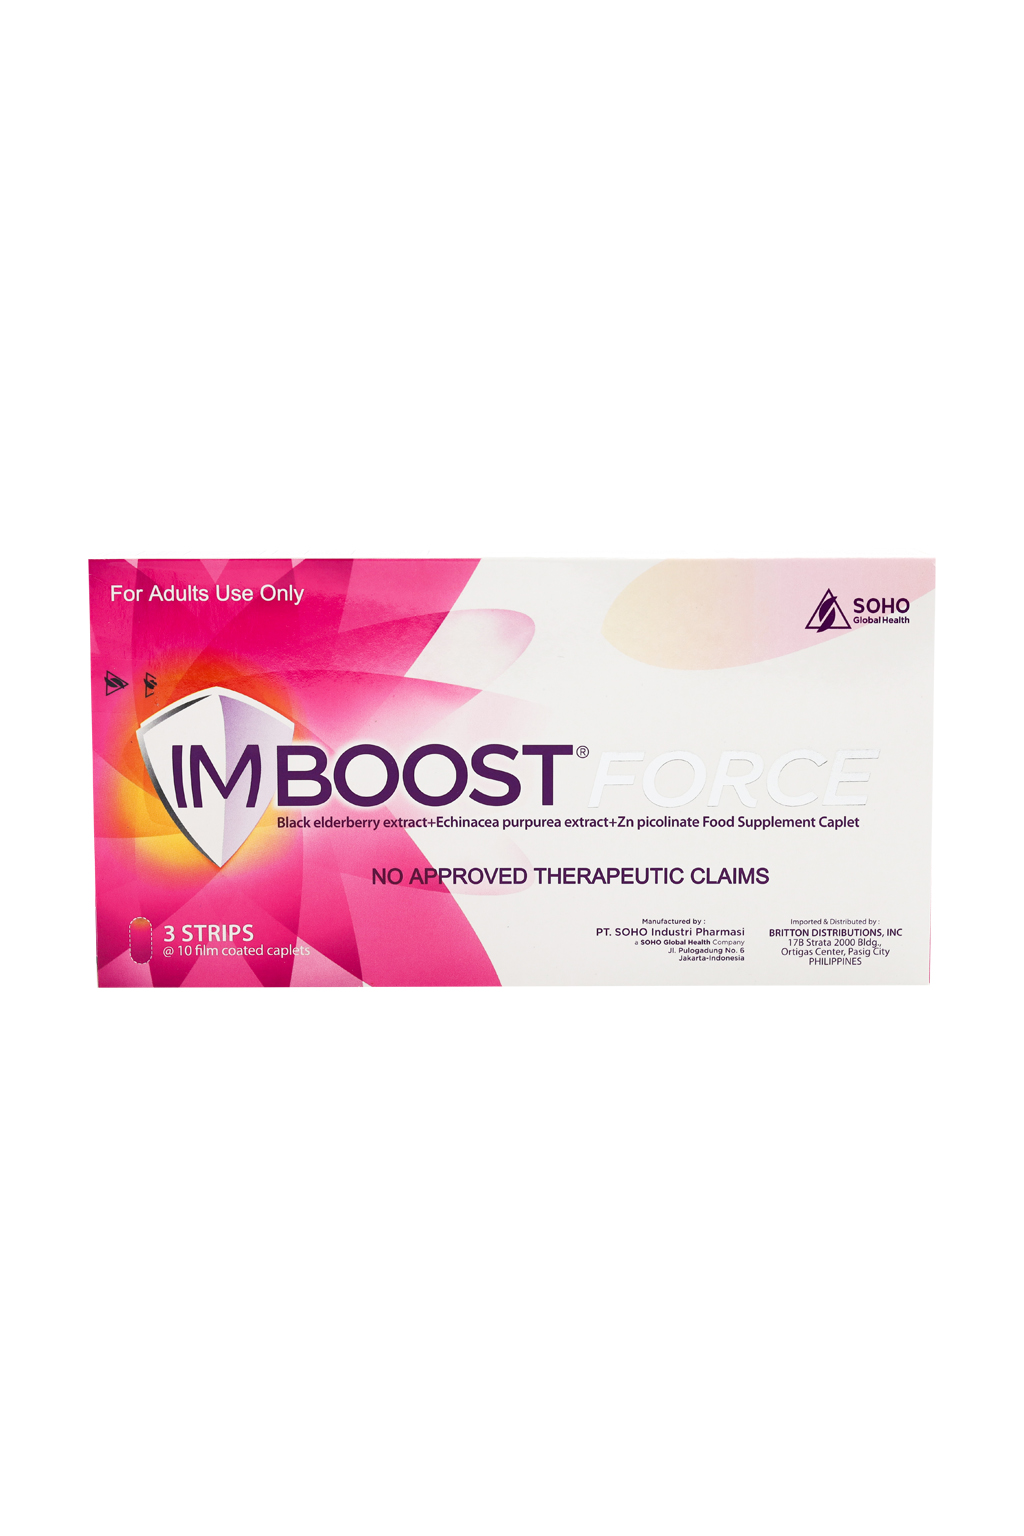 For Adults Use Only
SOHO
Global Health
IMBOOST® FORCE
Black elderberry extract+Echinacea purpurea extract+Zn picolinate Food Supplement Caplet
NO APPROVED THERAPEUTIC CLAIMS
3 STRIPS
@ 10 film coated caplets
Manufactured by :
PT. SOHO Industri Pharmasi
a SOHO Global Health Company
Jl. Pulogadung No. 6
Jakarta-Indonesia
Imported & Distributed by :
BRITTON DISTRIBUTIONS, INC
17B Strata 2000 Bldg.,
Ortigas Center, Pasig City
PHILIPPINES